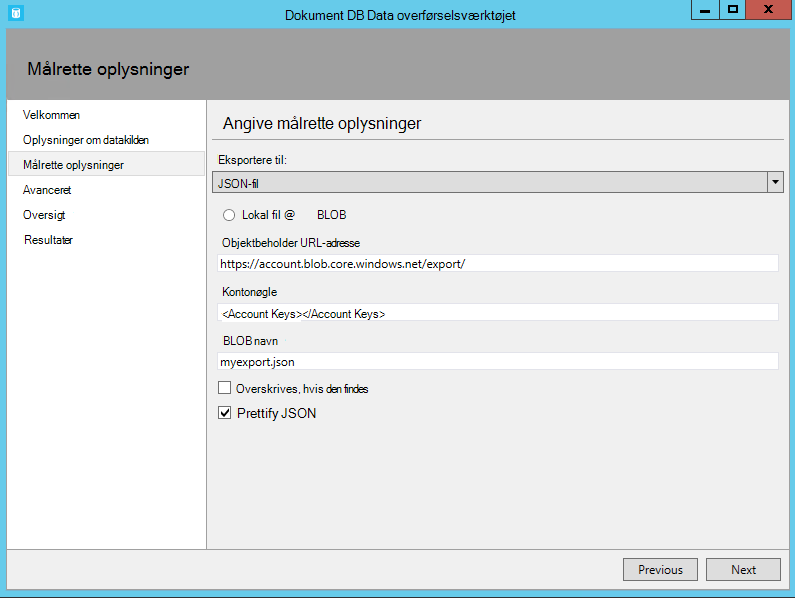 Dokument DB Data overførselsværktøjet
Målrette oplysninger
Velkommen
Oplysninger om datakilden
Målrette oplysninger
Avanceret
Oversigt
Resultater
Angive målrette oplysninger
Eksportere til:
JSON-fil
Lokal fil @ BLOB
Objektbeholder URL-adresse
https://account.blob.core.windows.net/export/
Kontonøgle
<Account Keys></Account Keys>
BLOB navn
myexport.json
Overskrives, hvis den findes
Prettify JSON
Previous Next